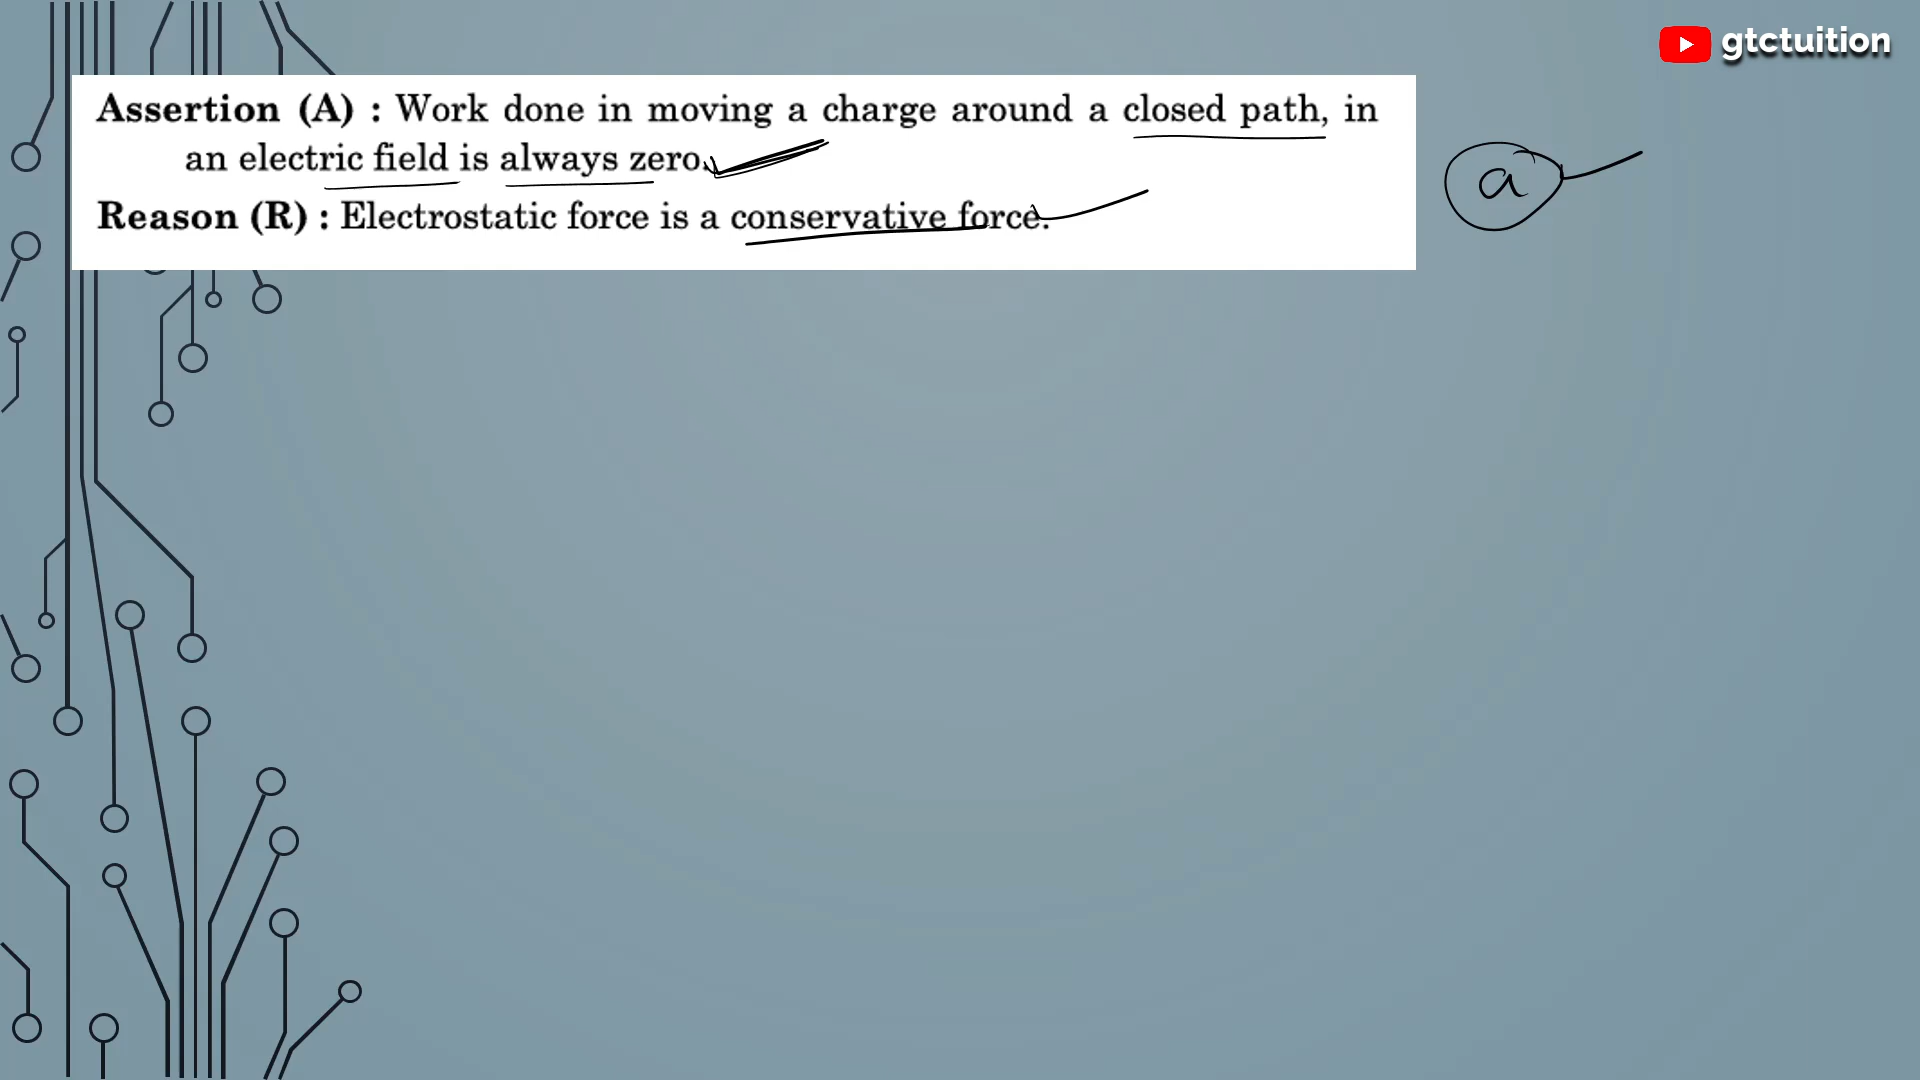 gtctuition
Assertion (A) : Work done in moving a charge around a closed path, in
an electric field is always zero.
a
Reason (R) : Electrostatic force is a conservative force.